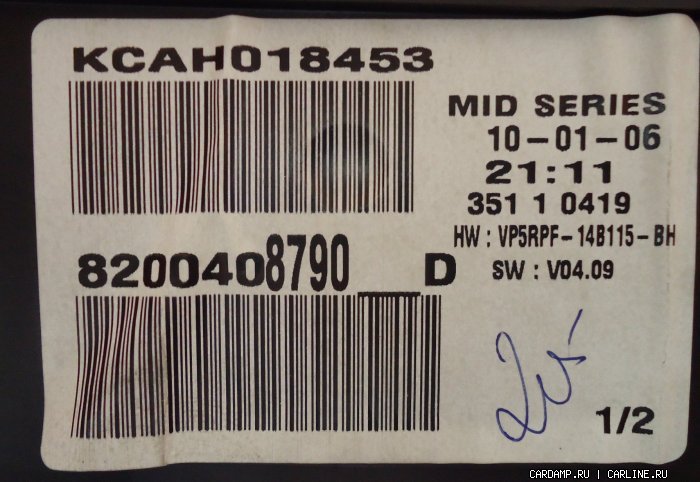 KCAH018453
MID SERIES
10-01-06
21:11
351 1 0419
HW : VP5RPF-14B115-BH
8200408790___D
SW : V04.09
1/2
CARDAMP.RU | CARLINE.RU